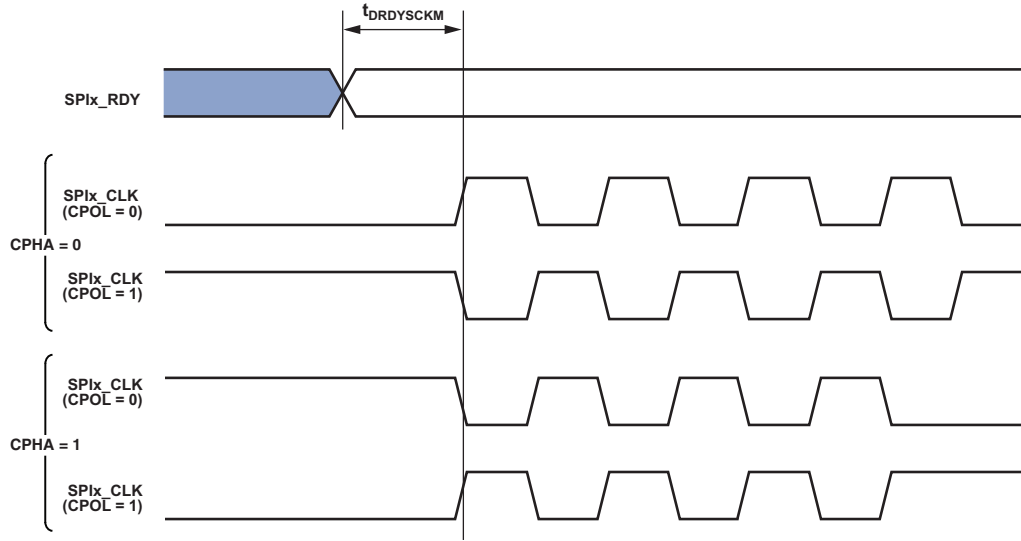 tDRDYSCKM
SPIx_RDY
SPIx_CLK
(CPOL = 0)
CPHA = 0
SPIx_CLK
(CPOL = 1)
SPIx_CLK
(CPOL = 0)
CPHA = 1
SPIx_CLK
(CPOL = 1)